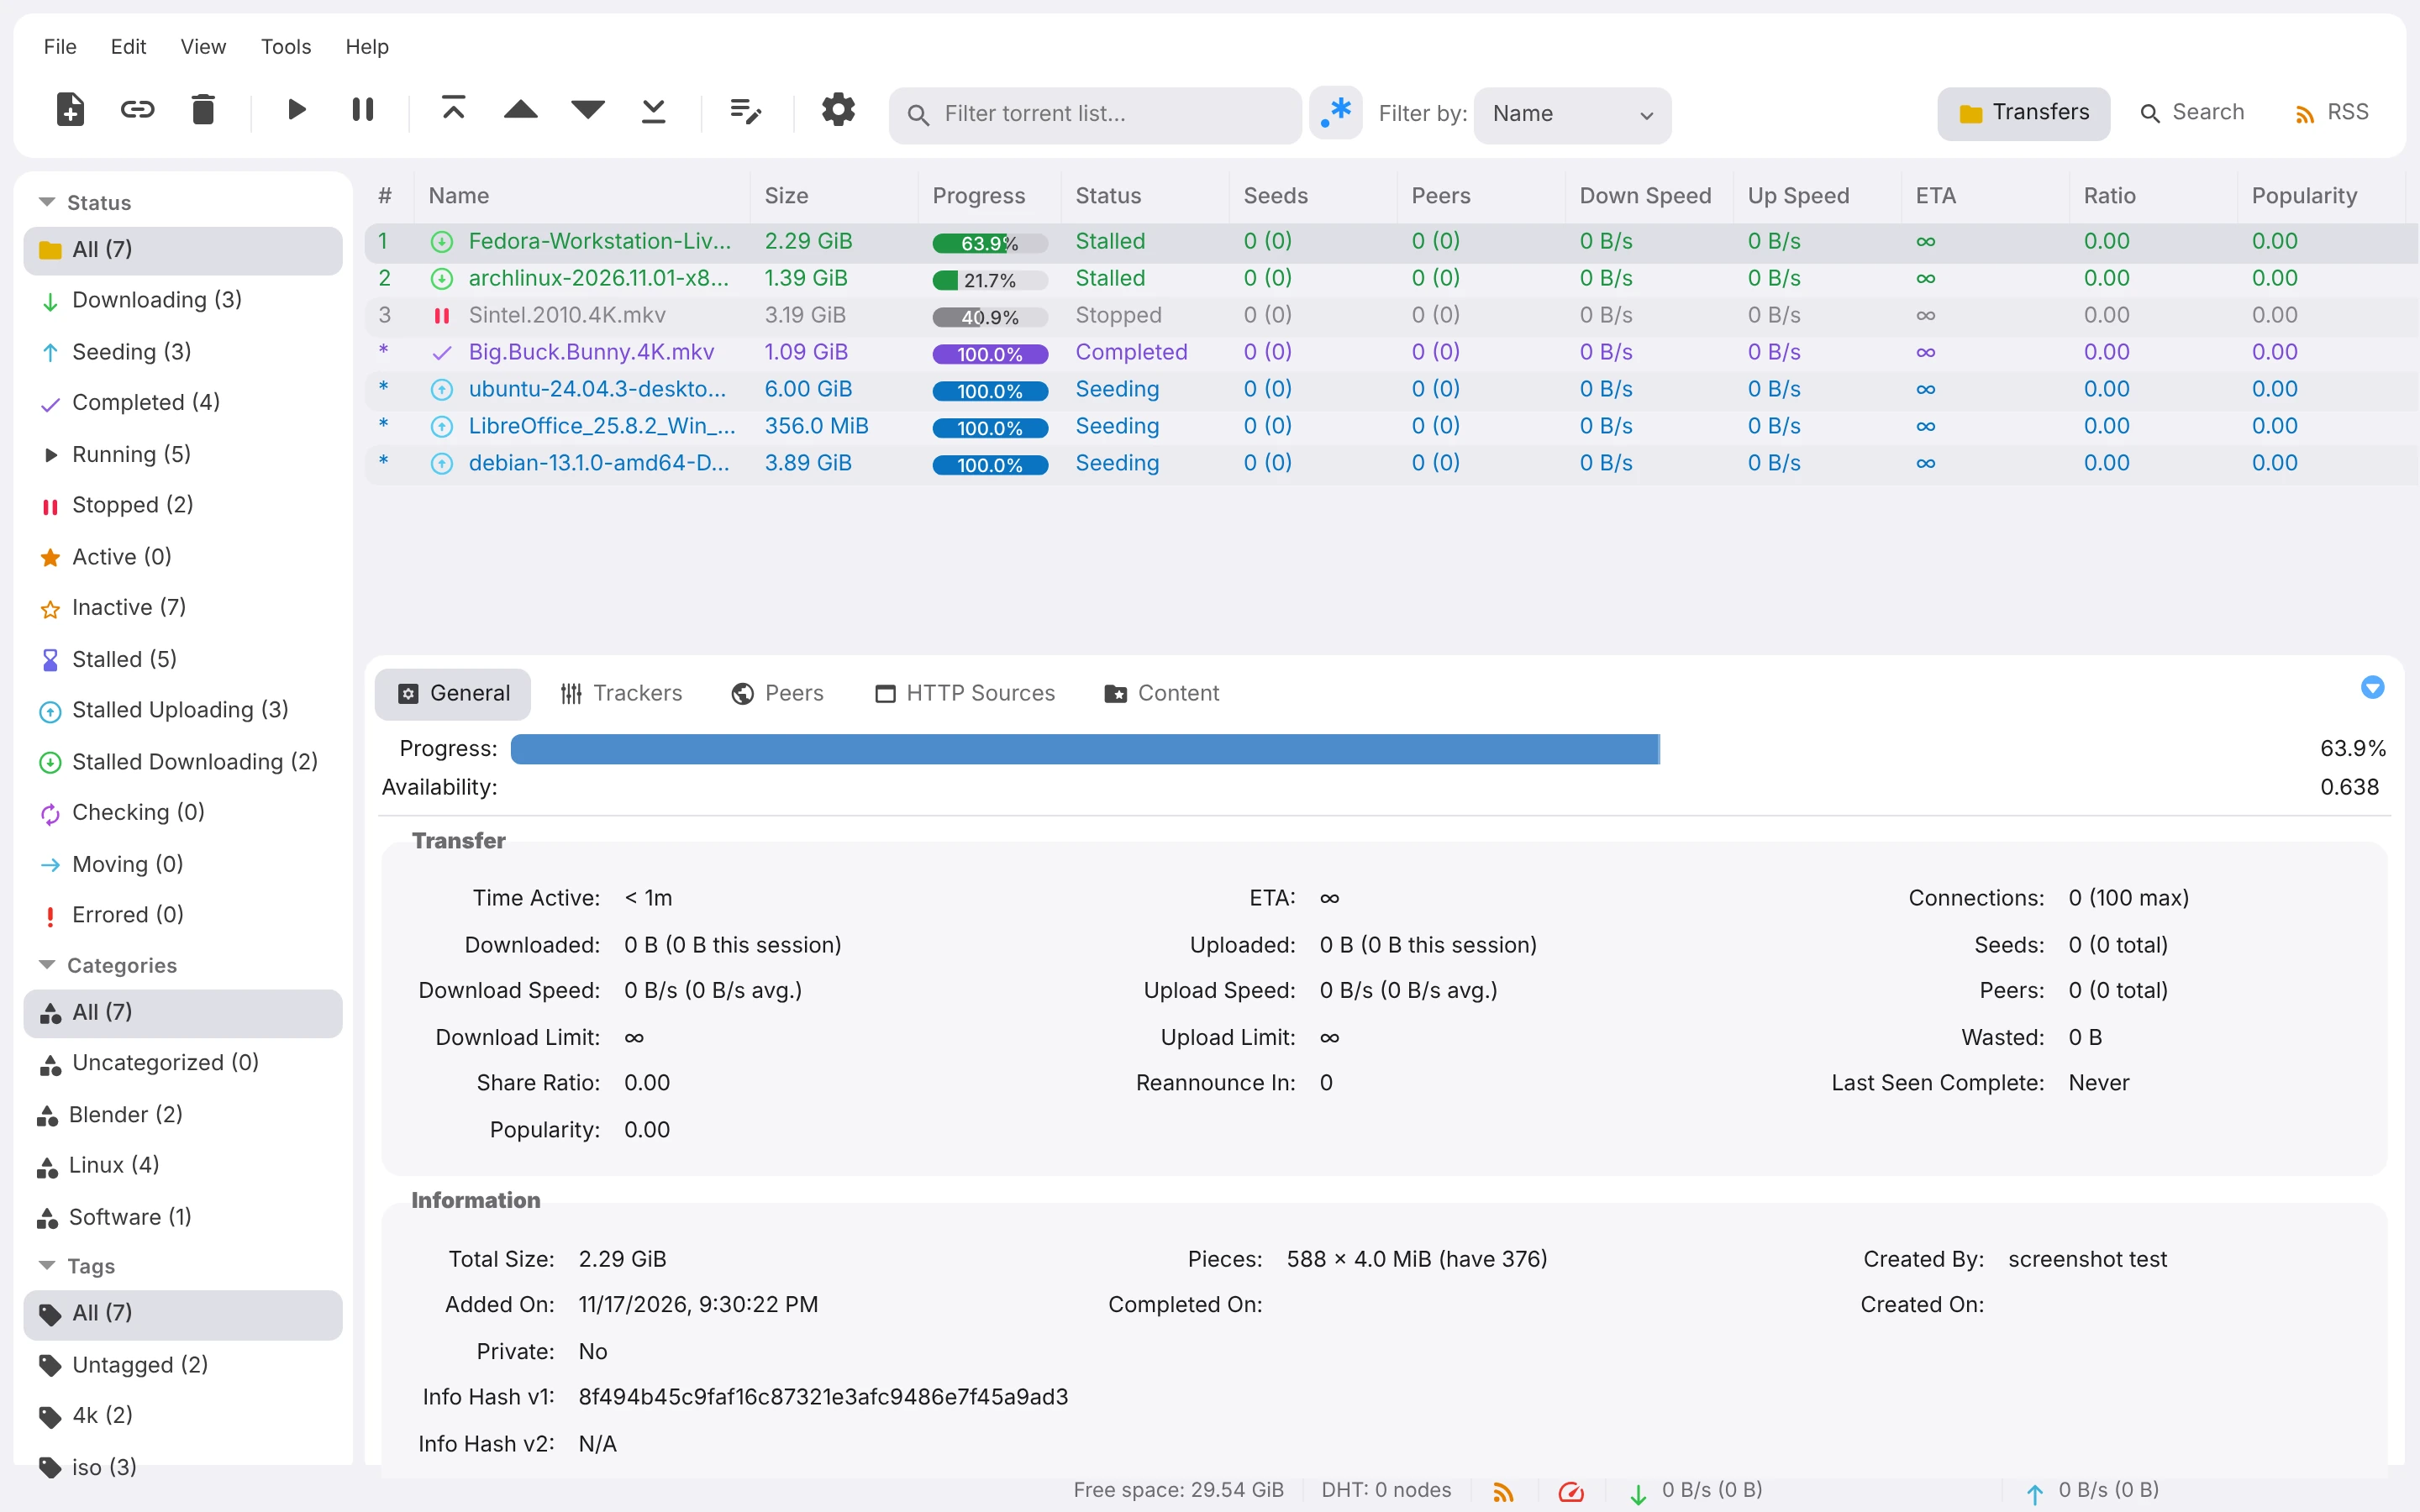 File Edit View Tools Help
Filter torrent list... .* Filter by: Name Transfers Search RSS
Status
All (7)
Downloading (3)
Seeding (3)
Completed (4)
Running (5)
Stopped (2)
Active (0)
Inactive (7)
Stalled (5)
Stalled Uploading (3)
Stalled Downloading (2)
Checking (0)
Moving (0)
Errored (0)
Categories
All (7)
Uncategorized (0)
Blender (2)
Linux (4)
Software (1)
Tags
All (7)
Untagged (2)
4k (2)
iso (3)
# Name Size Progress Status Seeds Peers Down Speed Up Speed ETA Ratio Popularity
1 Fedora-Workstation-Liv... 2.29 GiB 63.9% Stalled 0 (0) 0 (0) 0 B/s 0 B/s ∞ 0.00 0.00
2 archlinux-2026.11.01-x8... 1.39 GiB 21.7% Stalled 0 (0) 0 (0) 0 B/s 0 B/s ∞ 0.00 0.00
3 Sintel.2010.4K.mkv 3.19 GiB 40.9% Stopped 0 (0) 0 (0) 0 B/s 0 B/s ∞ 0.00 0.00
* Big.Buck.Bunny.4K.mkv 1.09 GiB 100.0% Completed 0 (0) 0 (0) 0 B/s 0 B/s ∞ 0.00 0.00
* ubuntu-24.04.3-deskto... 6.00 GiB 100.0% Seeding 0 (0) 0 (0) 0 B/s 0 B/s ∞ 0.00 0.00
* LibreOffice_25.8.2_Win_... 356.0 MiB 100.0% Seeding 0 (0) 0 (0) 0 B/s 0 B/s ∞ 0.00 0.00
* debian-13.1.0-amd64-D... 3.89 GiB 100.0% Seeding 0 (0) 0 (0) 0 B/s 0 B/s ∞ 0.00 0.00
General Trackers Peers HTTP Sources Content
Progress: 63.9%
Availability: 0.638
Transfer
Time Active: < 1m ETA: ∞ Connections: 0 (100 max)
Downloaded: 0 B (0 B this session) Uploaded: 0 B (0 B this session) Seeds: 0 (0 total)
Download Speed: 0 B/s (0 B/s avg.) Upload Speed: 0 B/s (0 B/s avg.) Peers: 0 (0 total)
Download Limit: ∞ Upload Limit: ∞ Wasted: 0 B
Share Ratio: 0.00 Reannounce In: 0 Last Seen Complete: Never
Popularity: 0.00
Information
Total Size: 2.29 GiB Pieces: 588 × 4.0 MiB (have 376) Created By: screenshot test
Added On: 11/17/2026, 9:30:22 PM Completed On: Created On:
Private: No
Info Hash v1: 8f494b45c9faf16c87321e3afc9486e7f45a9ad3
Info Hash v2: N/A
Free space: 29.54 GiB DHT: 0 nodes 0 B/s (0 B) 0 B/s (0 B)